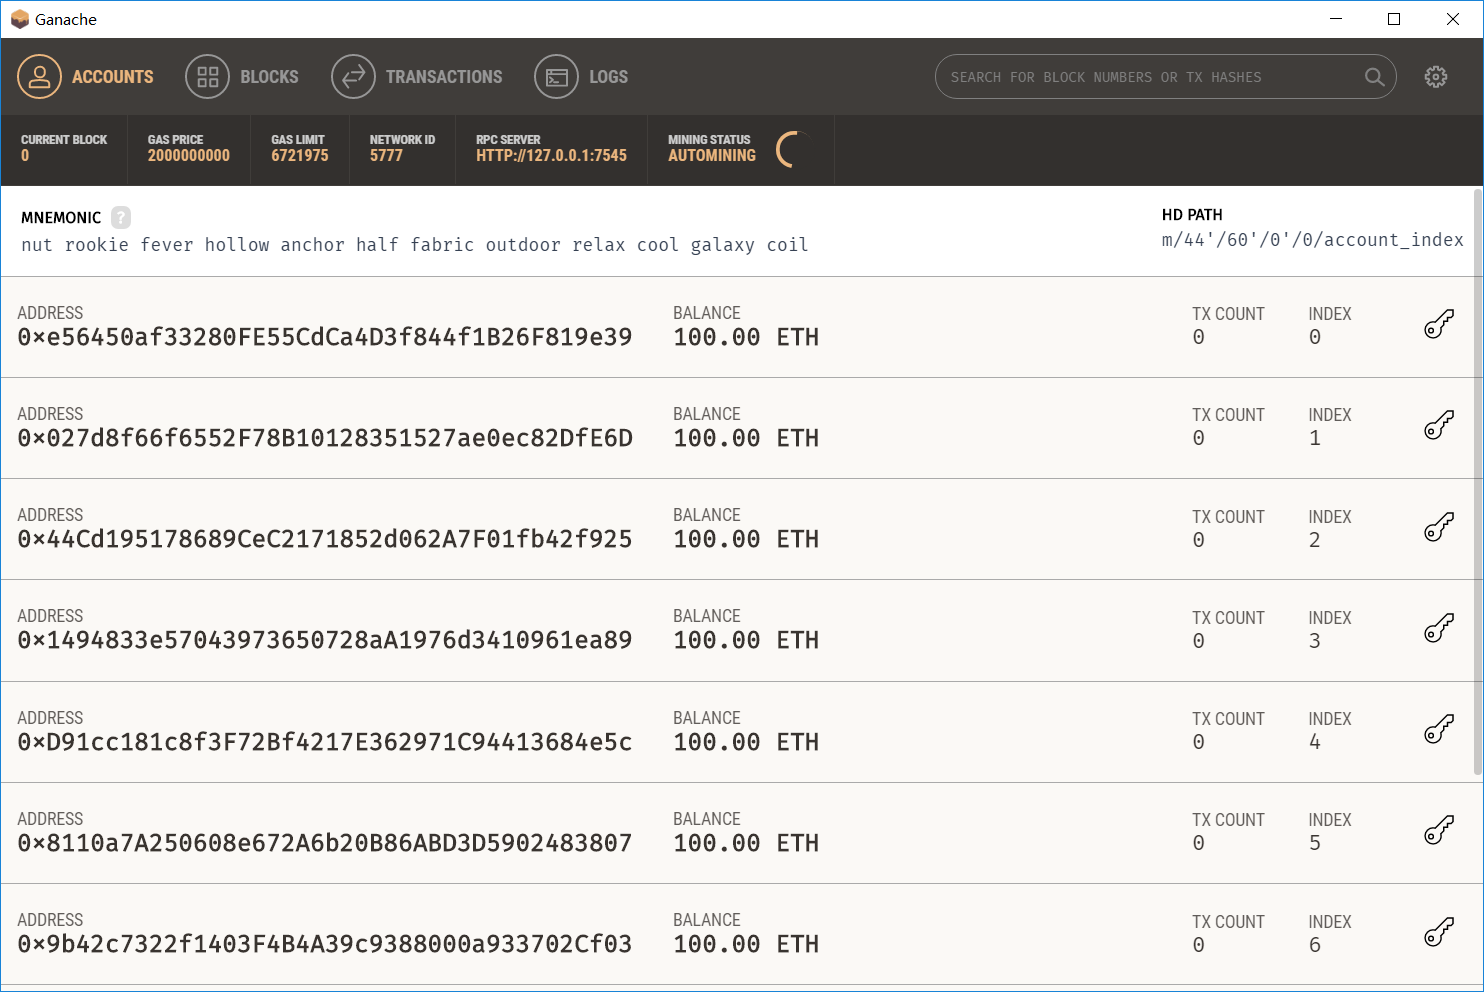 Ganache
ACCOUNTS BLOCKS TRANSACTIONS LOGS SEARCH FOR BLOCK NUMBERS OR TX HASHES
CURRENT BLOCK GAS PRICE GAS LIMIT NETWORK ID RPC SERVER MINING STATUS
0 2000000000 6721975 5777 HTTP://127.0.0.1:7545 AUTOMINING
MNEMONIC ? HD PATH
nut rookie fever hollow anchor half fabric outdoor relax cool galaxy coil m/44'/60'/0'/0/account_index
ADDRESS BALANCE TX COUNT INDEX
0×e56450af33280FE55CdCa4D3f844f1B26F819e39 100.00 ETH 0 0
ADDRESS BALANCE TX COUNT INDEX
0×027d8f66f6552F78B10128351527ae0ec82DfE6D 100.00 ETH 0 1
ADDRESS BALANCE TX COUNT INDEX
0×44Cd195178689CeC2171852d062A7F01fb42f925 100.00 ETH 0 2
ADDRESS BALANCE TX COUNT INDEX
0×1494833e57043973650728aA1976d3410961ea89 100.00 ETH 0 3
ADDRESS BALANCE TX COUNT INDEX
0×D91cc181c8f3F72Bf4217E362971C94413684e5c 100.00 ETH 0 4
ADDRESS BALANCE TX COUNT INDEX
0×8110a7A250608e672A6b20B86ABD3D5902483807 100.00 ETH 0 5
ADDRESS BALANCE TX COUNT INDEX
0×9b42c7322f1403F4B4A39c9388000a933702Cf03 100.00 ETH 0 6